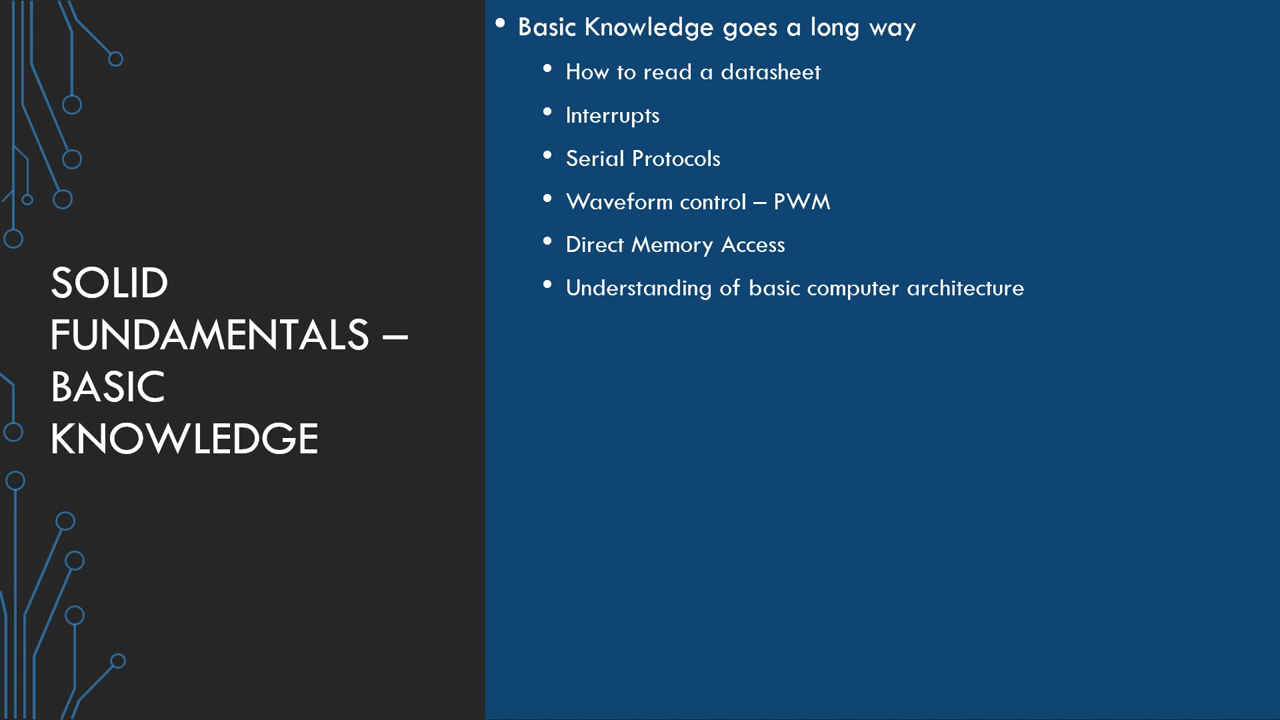 SOLID
FUNDAMENTALS –
BASIC
KNOWLEDGE
• Basic Knowledge goes a long way
• How to read a datasheet
• Interrupts
• Serial Protocols
• Waveform control – PWM
• Direct Memory Access
• Understanding of basic computer architecture